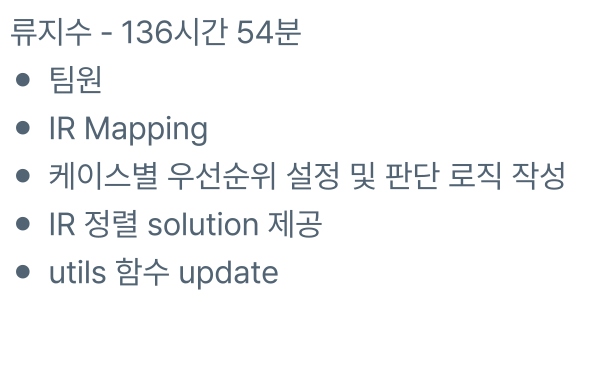 류지수 - 136시간 54분
● 팀원
● IR Mapping
● 케이스별 우선순위 설정 및 판단 로직 작성
● IR 정렬 solution 제공
● utils 함수 update